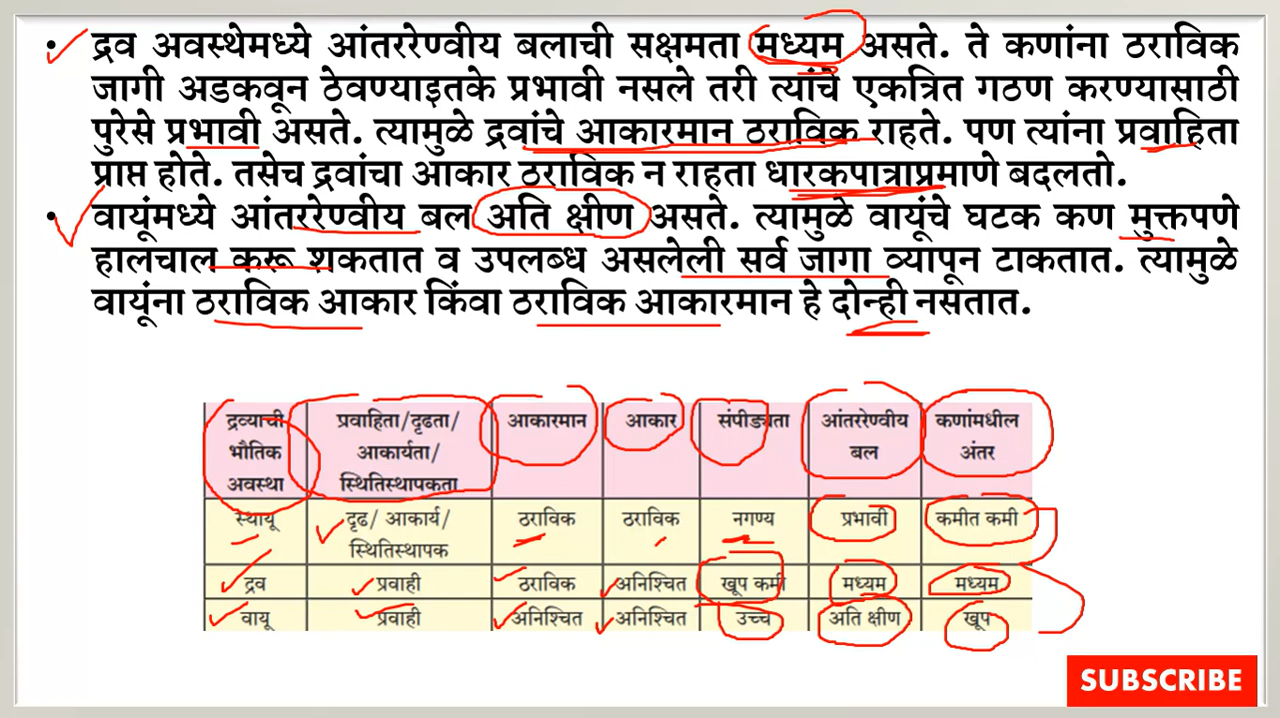 • द्रव अवस्थेमध्ये आंतररेण्वीय बलाची सक्षमता मध्यम असते. ते कणांना ठराविक
जागी अडकवून ठेवण्याइतके प्रभावी नसले तरी त्यांचे एकत्रित गठण करण्यासाठी
पुरेसे प्रभावी असते. त्यामुळे द्रवांचे आकारमान ठराविक राहते. पण त्यांना प्रवाहिता
प्राप्त होते. तसेच द्रवांचा आकार ठराविक न राहता धारकपात्राप्रमाणे बदलतो.
• वायूंमध्ये आंतररेण्वीय बल अति क्षीण असते. त्यामुळे वायूंचे घटक कण मुक्तपणे
हालचाल करू शकतात व उपलब्ध असलेली सर्व जागा व्यापून टाकतात. त्यामुळे
वायूंना ठराविक आकार किंवा ठराविक आकारमान हे दोन्ही नसतात.
द्रव्याची प्रवाहिता/दृढता/ आकारमान आकार संपीड्यता आंतररेण्वीय कणांमधील
भौतिक आकार्यता/ बल अंतर
अवस्था स्थितिस्थापकता
स्थायू दृढ/ आकार्य/ ठराविक ठराविक नगण्य प्रभावी कमीत कमी
स्थितिस्थापक
द्रव प्रवाही ठराविक अनिश्चित खूप कमी मध्यम मध्यम
वायू प्रवाही अनिश्चित अनिश्चित उच्च अति क्षीण खूप
SUBSCRIBE